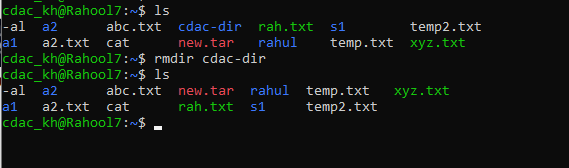 cdac_kh@Rahool7:~$ ls
-al a2 abc.txt cdac-dir rah.txt s1 temp2.txt
a1 a2.txt cat new.tar rahul temp.txt xyz.txt
cdac_kh@Rahool7:~$ rmdir cdac-dir
cdac_kh@Rahool7:~$ ls
-al a2 abc.txt new.tar rahul temp.txt xyz.txt
a1 a2.txt cat rah.txt s1 temp2.txt
cdac_kh@Rahool7:~$